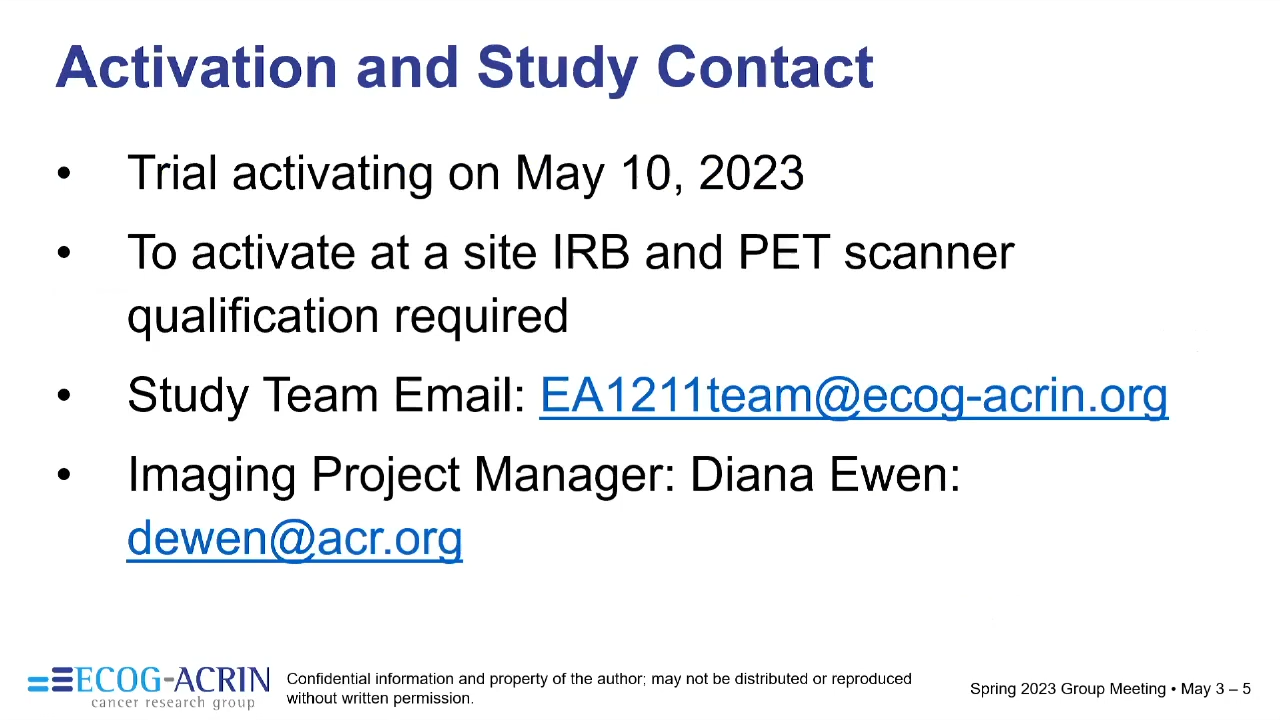 Activation and Study Contact
• Trial activating on May 10, 2023
• To activate at a site IRB and PET scanner
qualification required
• Study Team Email: EA1211team@ecog-acrin.org
• Imaging Project Manager: Diana Ewen:
dewen@acr.org
ECOG-ACRIN
cancer research group
Confidential information and property of the author; may not be distributed or reproduced
without written permission.
Spring 2023 Group Meeting • May 3 – 5